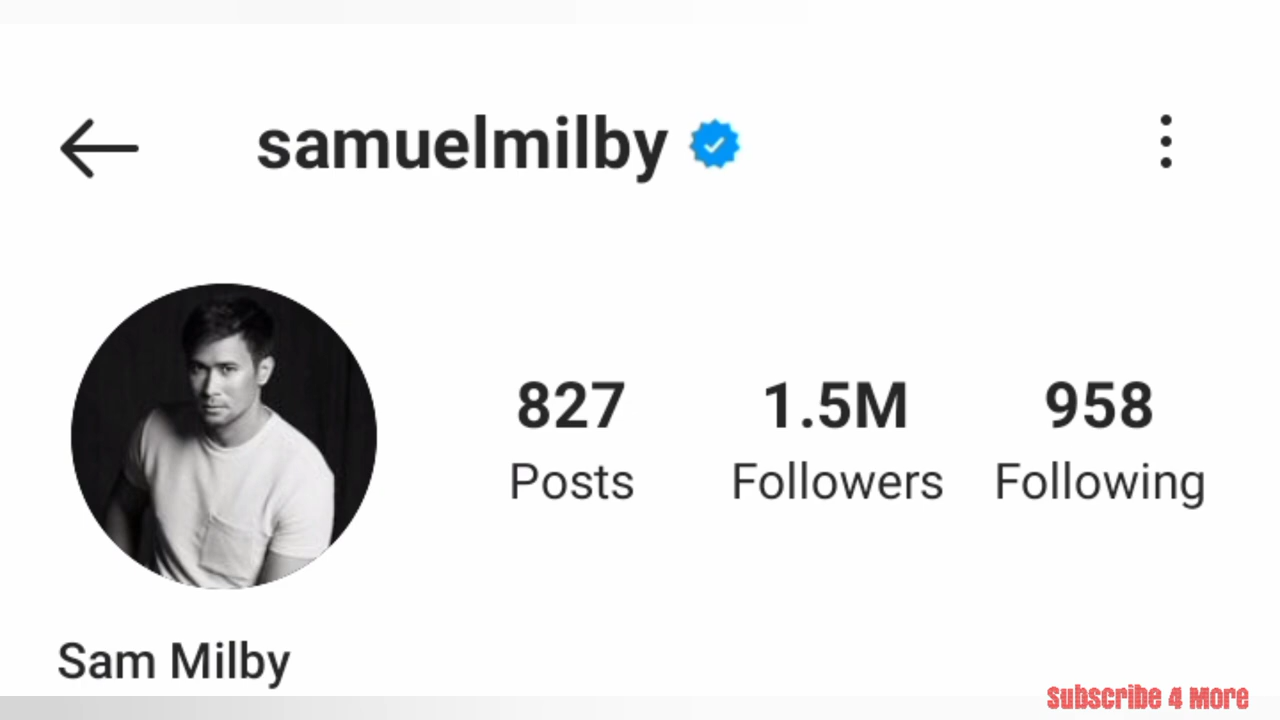 samuelmilby
827 1.5M 958
Posts Followers Following
Sam Milby
Subscribe 4 More